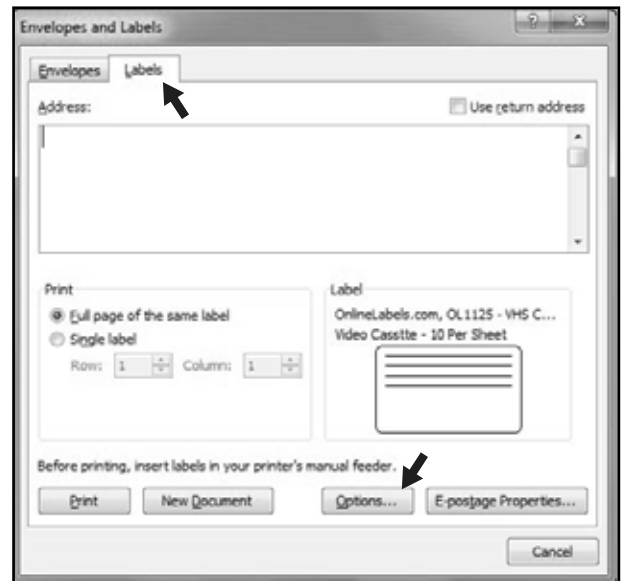 Envelopes and Labels
Envelopes Labels
Address: Use return address
Print
Full page of the same label
Single label
Row: 1 Column: 1
Label
OnlineLabels.com, OL1125 - VHS C...
Video Casstte - 10 Per Sheet
Before printing, insert labels in your printer's manual feeder.
Print New Document Options... E-postage Properties...
Cancel